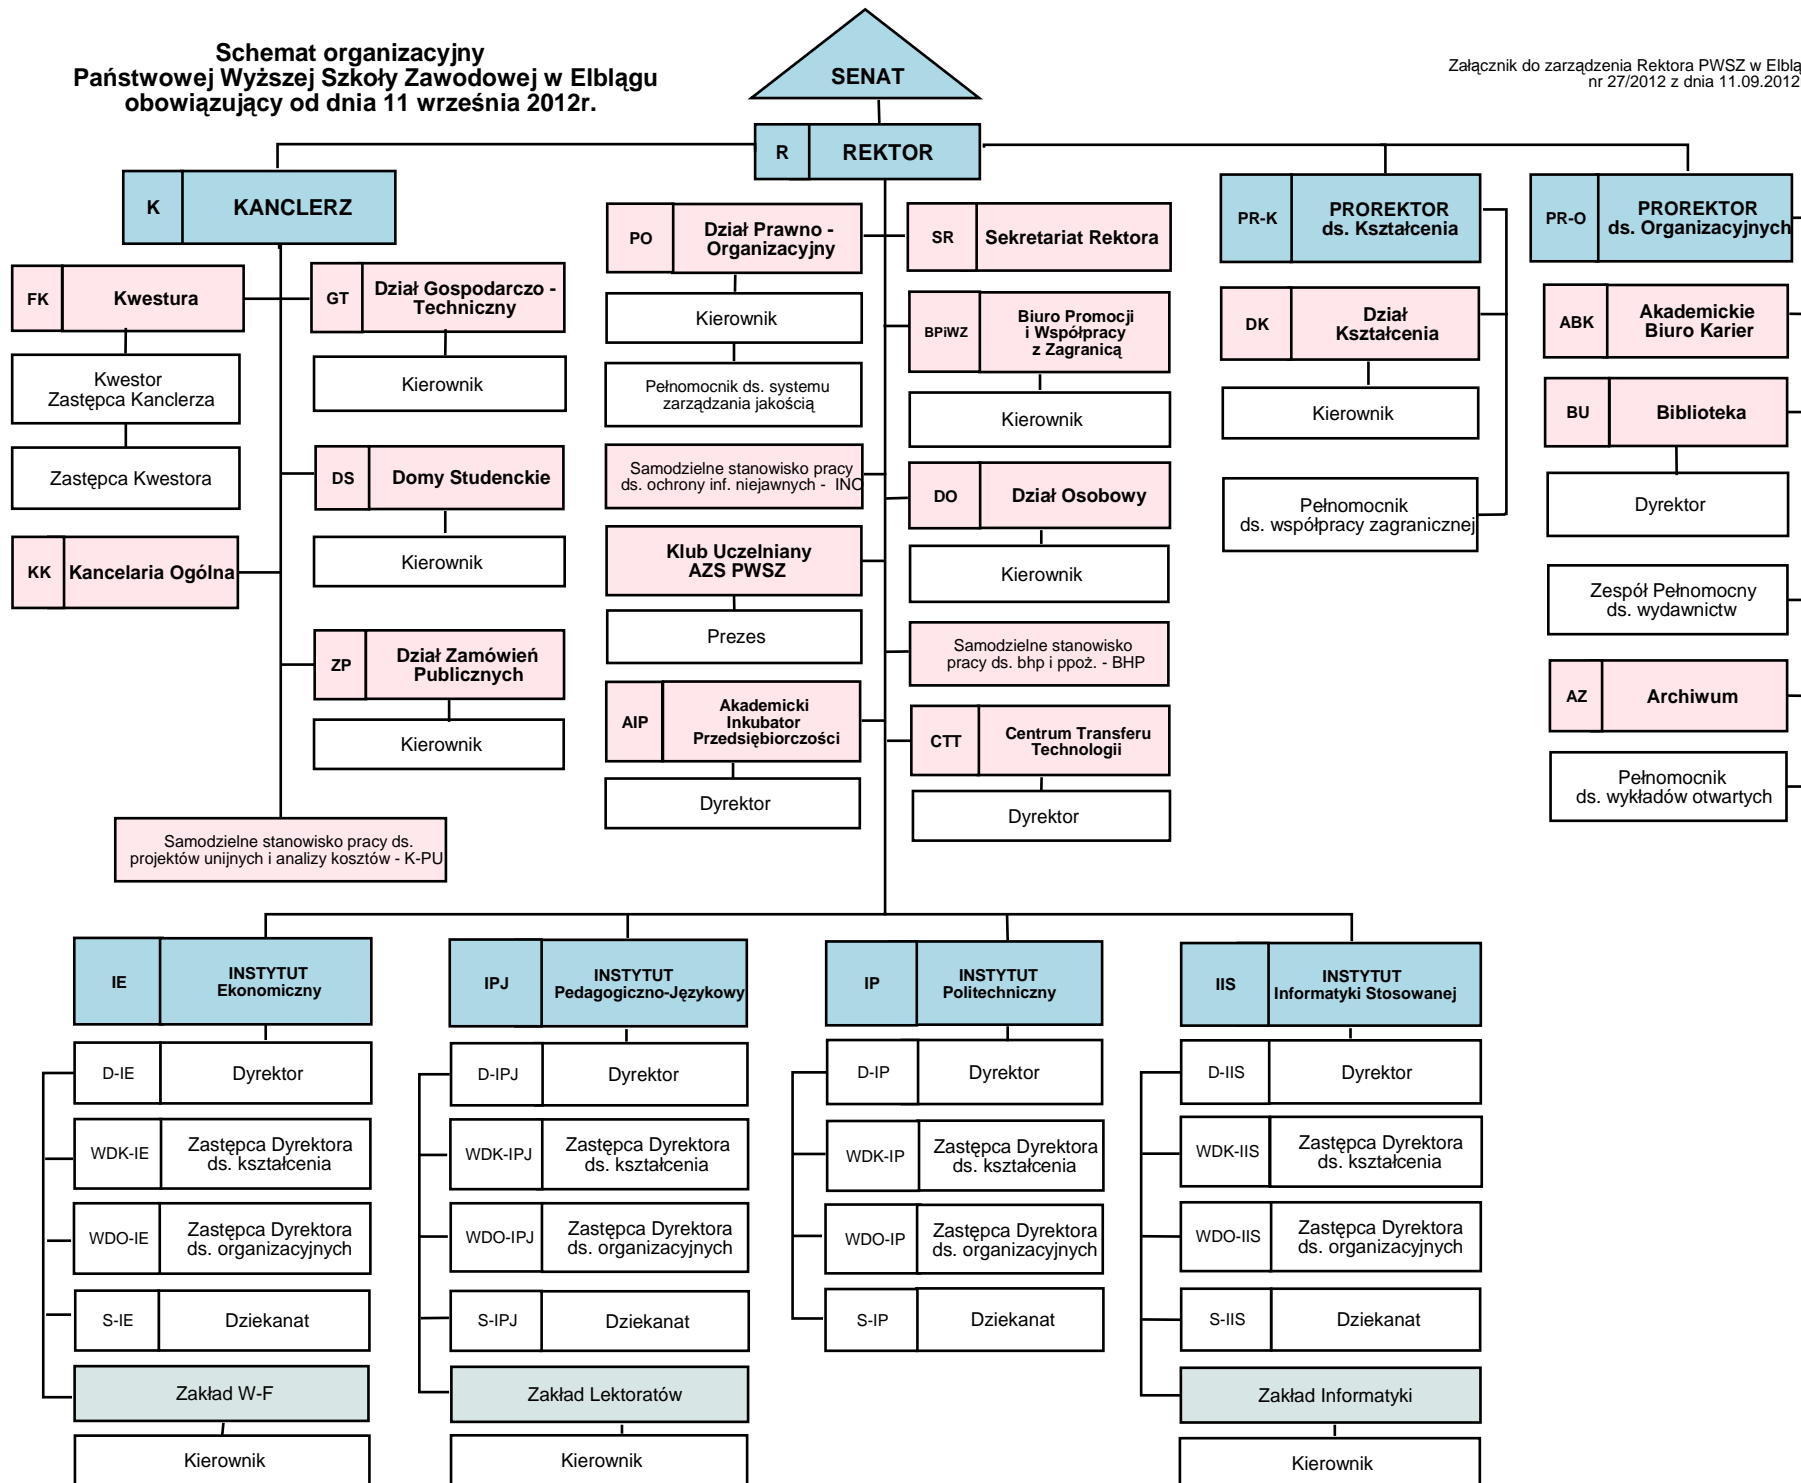 Schemat organizacyjny
Państwowej Wyższej Szkoły Zawodowej w Elblągu
obowiązujący od dnia 11 września 2012r.
Załącznik do zarządzenia Rektora PWSZ w Elblą
nr 27/2012 z dnia 11.09.2012
SENAT
R REKTOR
K KANCLERZ
PR-K PROREKTOR
ds. Kształcenia
PR-O PROREKTOR
ds. Organizacyjnych
FK Kwestura
Kwestor
Zastępca Kanclerza
Zastępca Kwestora
KK Kancelaria Ogólna
GT Dział Gospodarczo -
Techniczny
Kierownik
DS Domy Studenckie
Kierownik
ZP Dział Zamówień
Publicznych
Kierownik
Samodzielne stanowisko pracy ds.
projektów unijnych i analizy kosztów - K-PU
PO Dział Prawno -
Organizacyjny
Kierownik
Pełnomocnik ds. systemu
zarządzania jakością
Samodzielne stanowisko pracy
ds. ochrony inf. niejawnych - INO
Klub Uczelniany
AZS PWSZ
Prezes
AIP Akademicki
Inkubator
Przedsiębiorczości
Dyrektor
SR Sekretariat Rektora
BPiWZ Biuro Promocji
i Współpracy
z Zagranicą
Kierownik
DO Dział Osobowy
Kierownik
Samodzielne stanowisko
pracy ds. bhp i ppoż. - BHP
CTT Centrum Transferu
Technologii
Dyrektor
DK Dział
Kształcenia
Kierownik
Pełnomocnik
ds. współpracy zagranicznej
ABK Akademickie
Biuro Karier
BU Biblioteka
Dyrektor
Zespół Pełnomocny
ds. wydawnictw
AZ Archiwum
Pełnomocnik
ds. wykładów otwartych
IE INSTYTUT
Ekonomiczny
D-IE Dyrektor
WDK-IE Zastępca Dyrektora
ds. kształcenia
WDO-IE Zastępca Dyrektora
ds. organizacyjnych
S-IE Dziekanat
Zakład W-F
Kierownik
IPJ INSTYTUT
Pedagogiczno-Językowy
D-IPJ Dyrektor
WDK-IPJ Zastępca Dyrektora
ds. kształcenia
WDO-IPJ Zastępca Dyrektora
ds. organizacyjnych
S-IPJ Dziekanat
Zakład Lektoratów
Kierownik
IP INSTYTUT
Politechniczny
D-IP Dyrektor
WDK-IP Zastępca Dyrektora
ds. kształcenia
WDO-IP Zastępca Dyrektora
ds. organizacyjnych
S-IP Dziekanat
IIS INSTYTUT
Informatyki Stosowanej
D-IIS Dyrektor
WDK-IIS Zastępca Dyrektora
ds. kształcenia
WDO-IIS Zastępca Dyrektora
ds. organizacyjnych
S-IIS Dziekanat
Zakład Informatyki
Kierownik